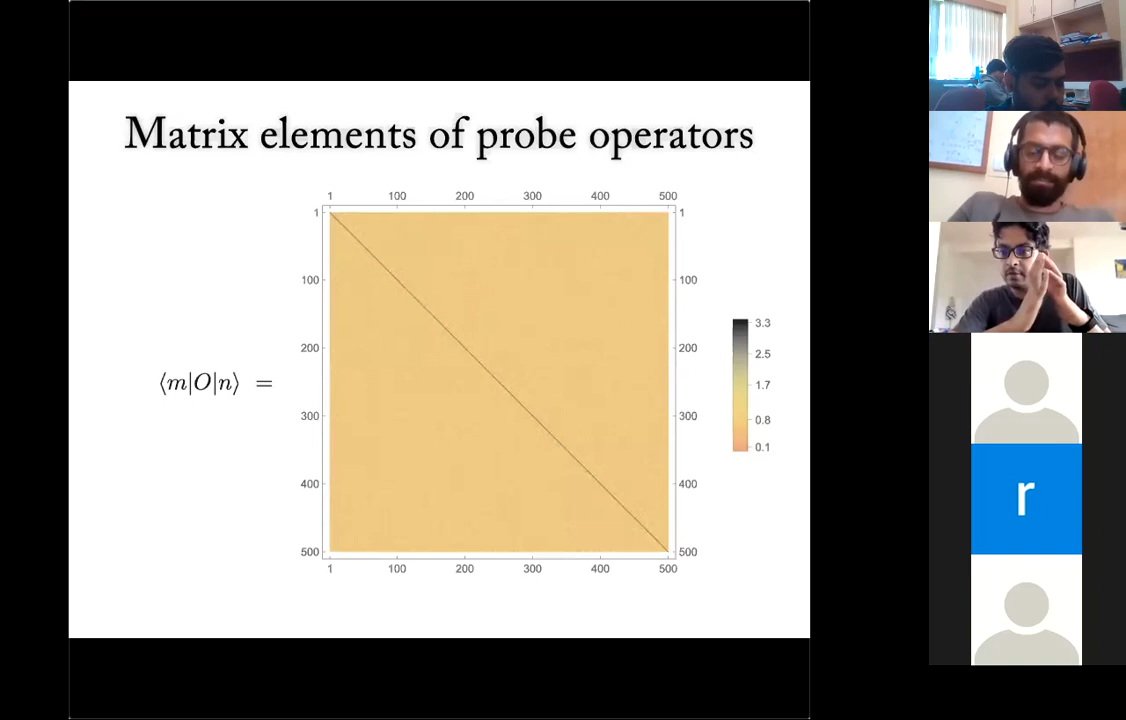 Matrix elements of probe operators
1 100 200 300 400 500
1 1
100 100
200 200
3.3
2.5
⟨m|O|n⟩ = 1.7
300 300
0.8
0.1
400 400
500 500
1 100 200 300 400 500
r